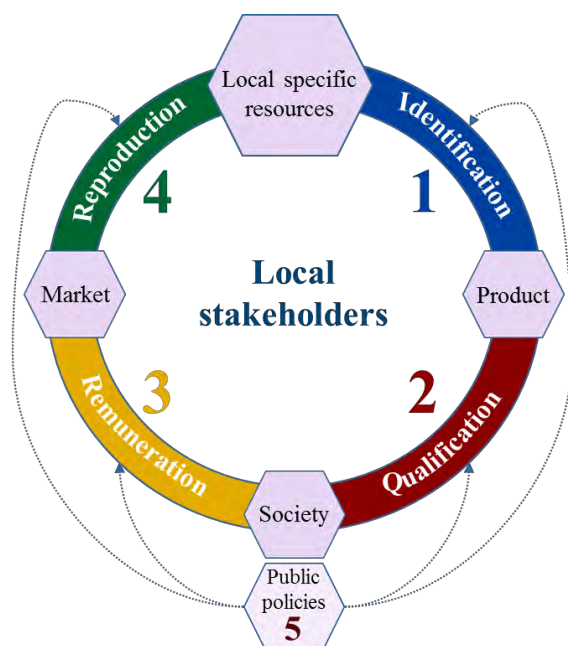 Local specific
resources
Identification
1
Reproduction
4
Local
stakeholders
Market
Product
3
2
Remuneration
Qualification
Society
Public
policies
5